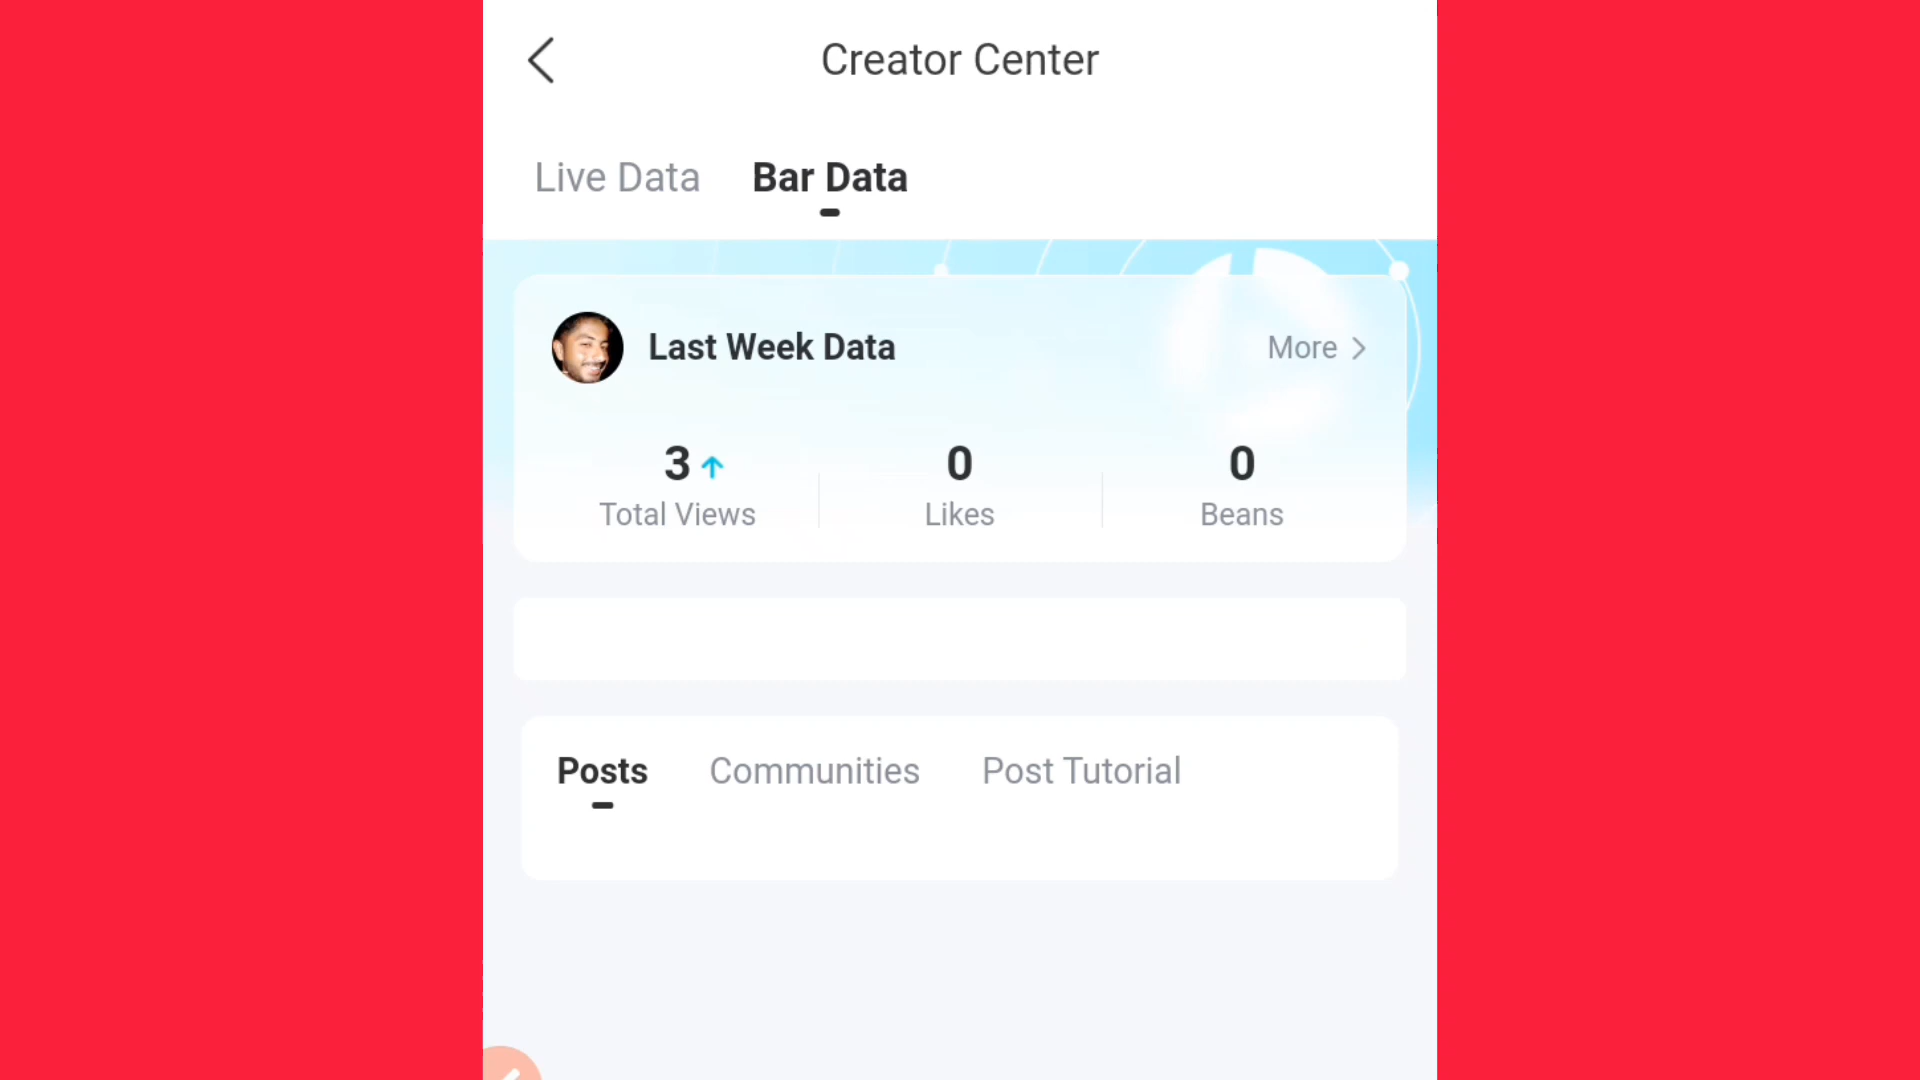 Creator Center
Live Data Bar Data
Last Week Data More
3 0 0
Total Views Likes Beans
Posts Communities Post Tutorial